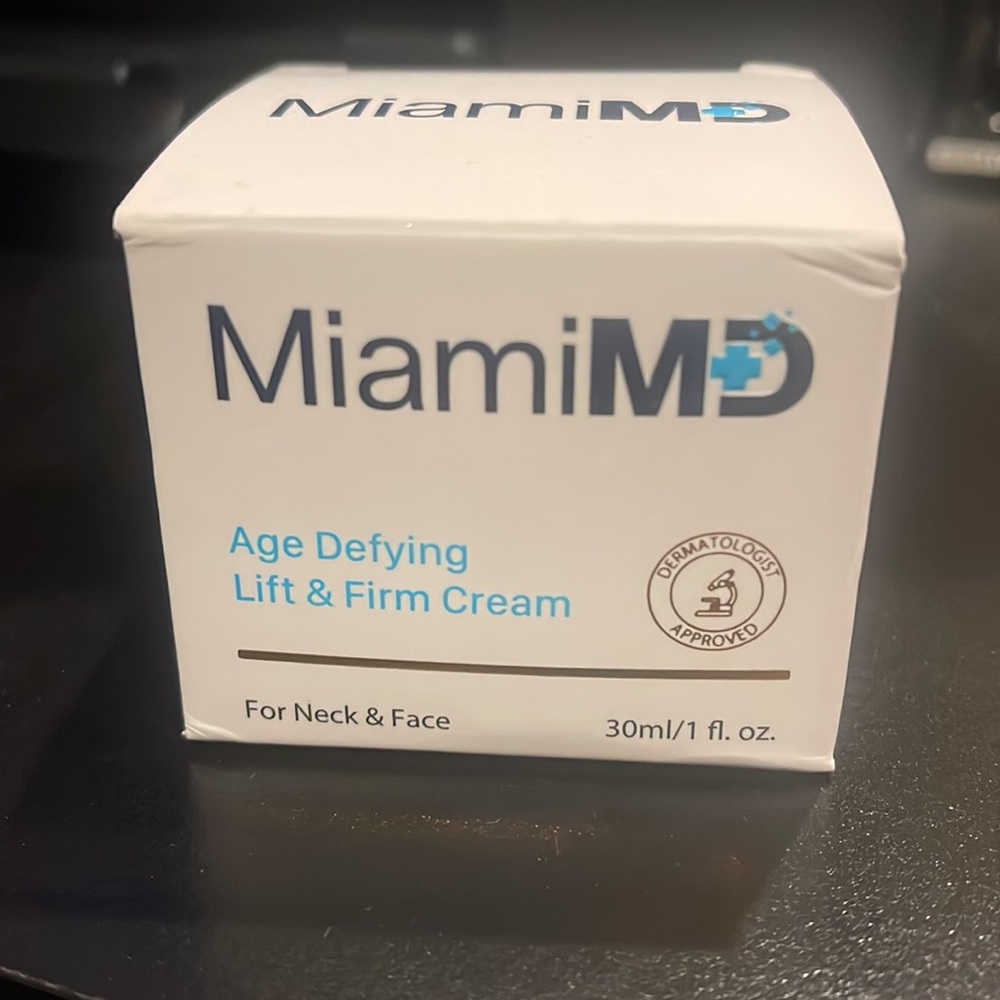 MiamiMD
MiamiMD
Age Defying
Lift & Firm Cream
DERMATOLOGIST
APPROVED
For Neck & Face
30ml/1 fl. oz.